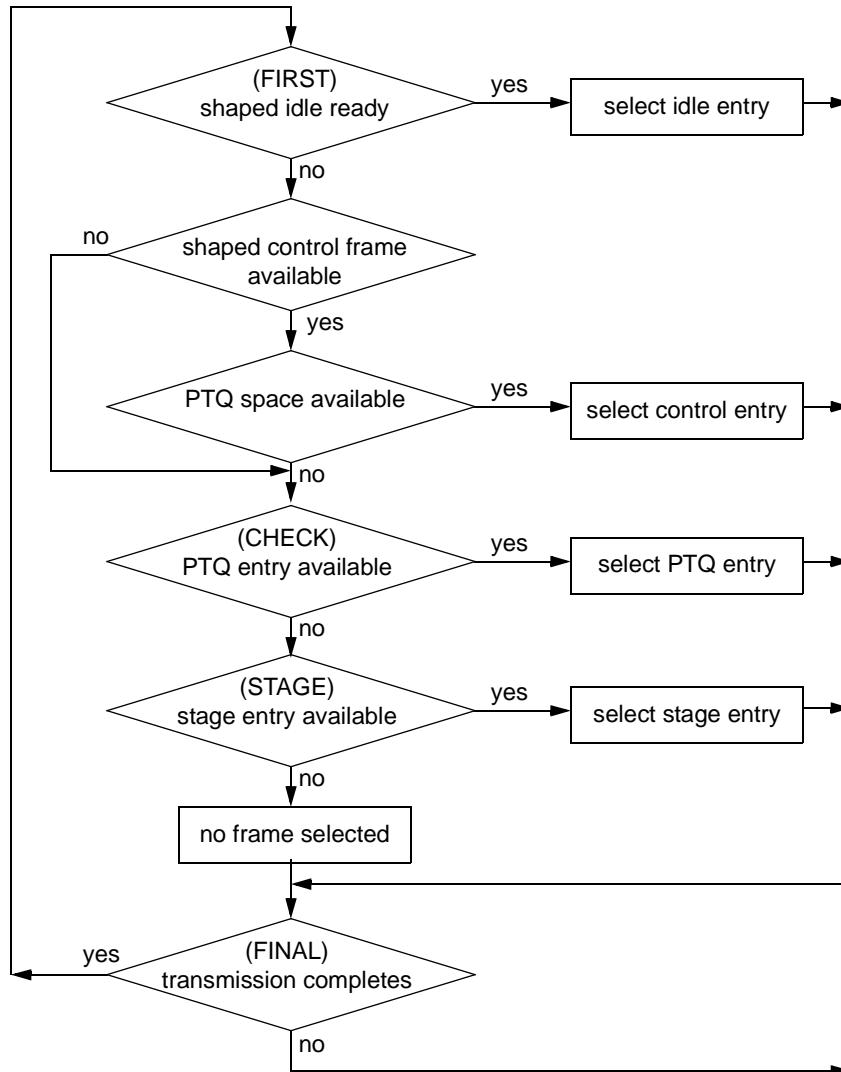 (FIRST)
shaped idle ready
yes
select idle entry
no
no
shaped control frame
available
yes
PTQ space available
yes
select control entry
no
(CHECK)
PTQ entry available
yes
select PTQ entry
no
(STAGE)
stage entry available
yes
select stage entry
no
no frame selected
yes
(FINAL)
transmission completes
no